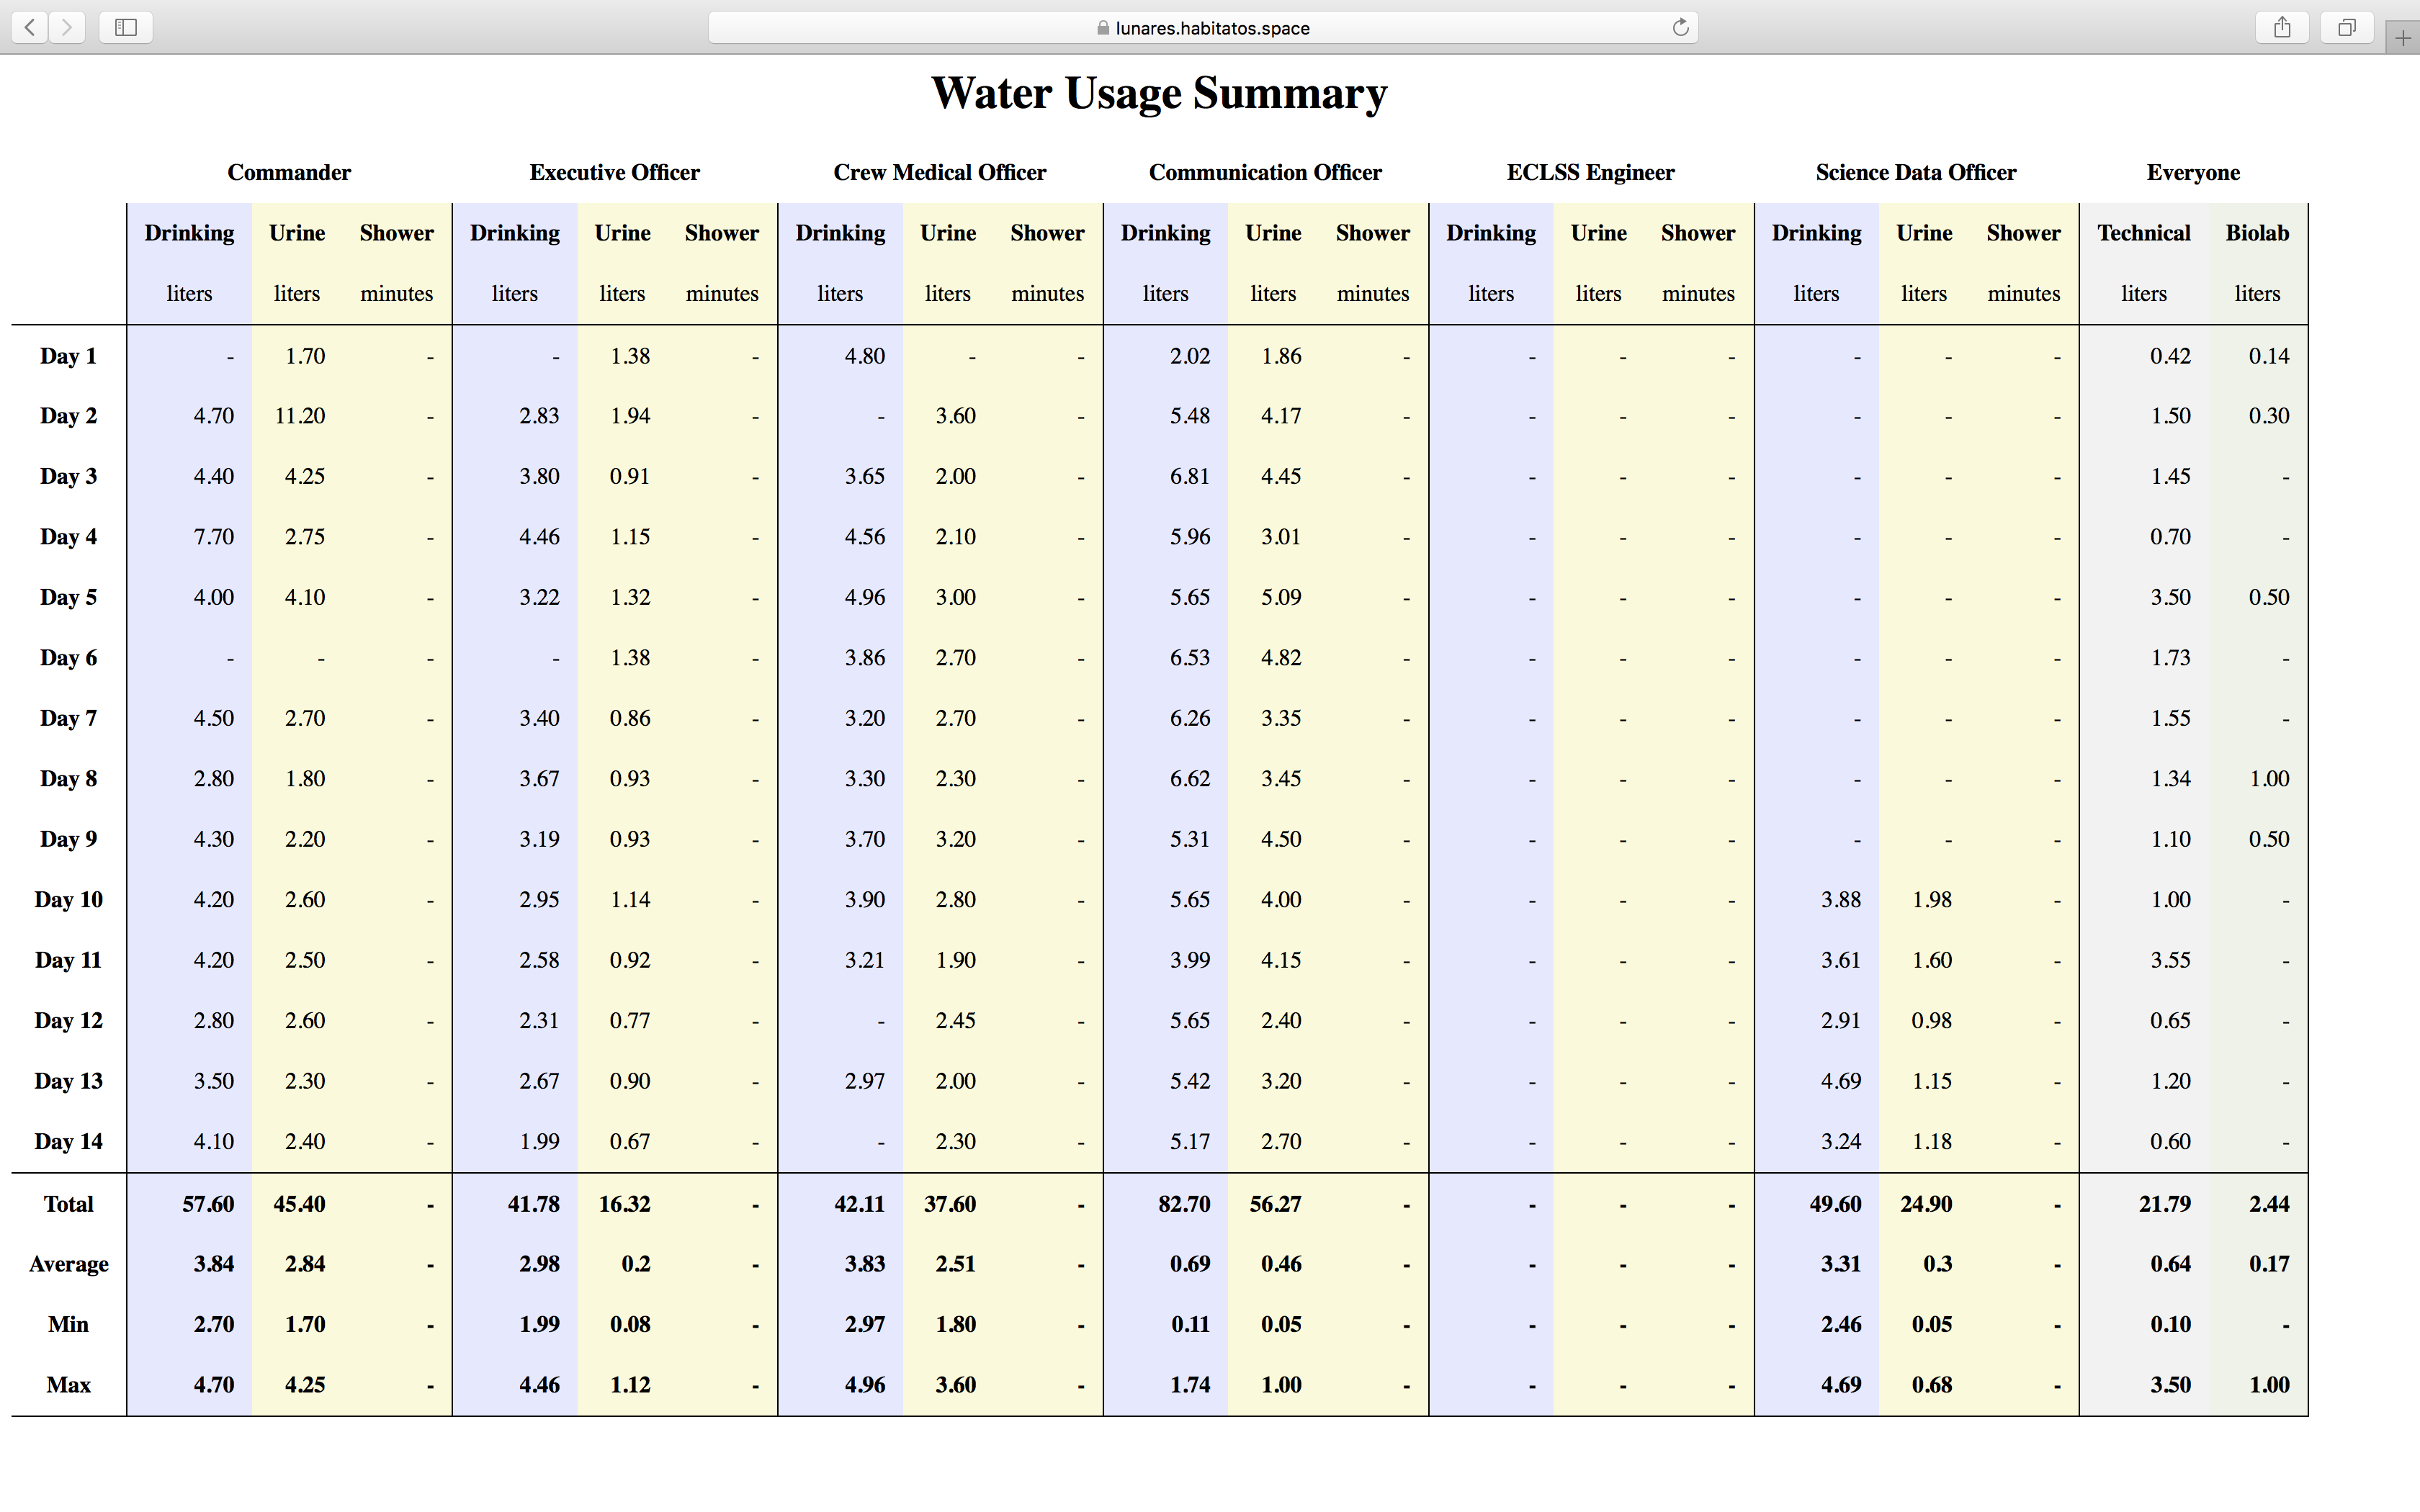 lunares.habitatos.space
Water Usage Summary
Commander Executive Officer Crew Medical Officer Communication Officer ECLSS Engineer Science Data Officer Everyone
Drinking Urine Shower Drinking Urine Shower Drinking Urine Shower Drinking Urine Shower Drinking Urine Shower Drinking Urine Shower Technical Biolab
liters liters minutes liters liters minutes liters liters minutes liters liters minutes liters liters minutes liters liters minutes liters liters
Day 1 - 1.70 - - 1.38 - 4.80 - - 2.02 1.86 - - - - - - - 0.42 0.14
Day 2 4.70 11.20 - 2.83 1.94 - - 3.60 - 5.48 4.17 - - - - - - - 1.50 0.30
Day 3 4.40 4.25 - 3.80 0.91 - 3.65 2.00 - 6.81 4.45 - - - - - - - 1.45 -
Day 4 7.70 2.75 - 4.46 1.15 - 4.56 2.10 - 5.96 3.01 - - - - - - - 0.70 -
Day 5 4.00 4.10 - 3.22 1.32 - 4.96 3.00 - 5.65 5.09 - - - - - - - 3.50 0.50
Day 6 - - - - 1.38 - 3.86 2.70 - 6.53 4.82 - - - - - - - 1.73 -
Day 7 4.50 2.70 - 3.40 0.86 - 3.20 2.70 - 6.26 3.35 - - - - - - - 1.55 -
Day 8 2.80 1.80 - 3.67 0.93 - 3.30 2.30 - 6.62 3.45 - - - - - - - 1.34 1.00
Day 9 4.30 2.20 - 3.19 0.93 - 3.70 3.20 - 5.31 4.50 - - - - - - - 1.10 0.50
Day 10 4.20 2.60 - 2.95 1.14 - 3.90 2.80 - 5.65 4.00 - - - - 3.88 1.98 - 1.00 -
Day 11 4.20 2.50 - 2.58 0.92 - 3.21 1.90 - 3.99 4.15 - - - - 3.61 1.60 - 3.55 -
Day 12 2.80 2.60 - 2.31 0.77 - - 2.45 - 5.65 2.40 - - - - 2.91 0.98 - 0.65 -
Day 13 3.50 2.30 - 2.67 0.90 - 2.97 2.00 - 5.42 3.20 - - - - 4.69 1.15 - 1.20 -
Day 14 4.10 2.40 - 1.99 0.67 - - 2.30 - 5.17 2.70 - - - - 3.24 1.18 - 0.60 -
Total 57.60 45.40 - 41.78 16.32 - 42.11 37.60 - 82.70 56.27 - - - - 49.60 24.90 - 21.79 2.44
Average 3.84 2.84 - 2.98 0.2 - 3.83 2.51 - 0.69 0.46 - - - - 3.31 0.3 - 0.64 0.17
Min 2.70 1.70 - 1.99 0.08 - 2.97 1.80 - 0.11 0.05 - - - - 2.46 0.05 - 0.10 -
Max 4.70 4.25 - 4.46 1.12 - 4.96 3.60 - 1.74 1.00 - - - - 4.69 0.68 - 3.50 1.00